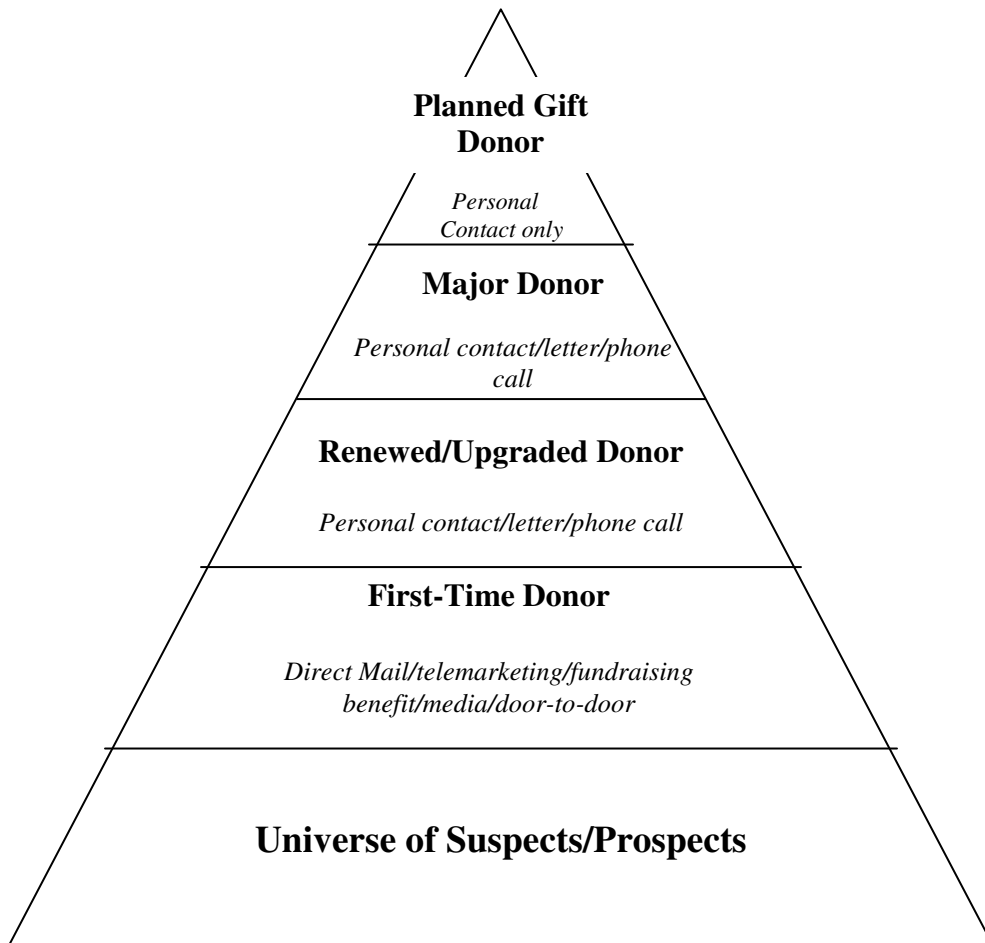 Planned Gift
Donor
Personal
Contact only
Major Donor
Personal contact/letter/phone
call
Renewed/Upgraded Donor
Personal contact/letter/phone call
First-Time Donor
Direct Mail/telemarketing/fundraising
benefit/media/door-to-door
Universe of Suspects/Prospects